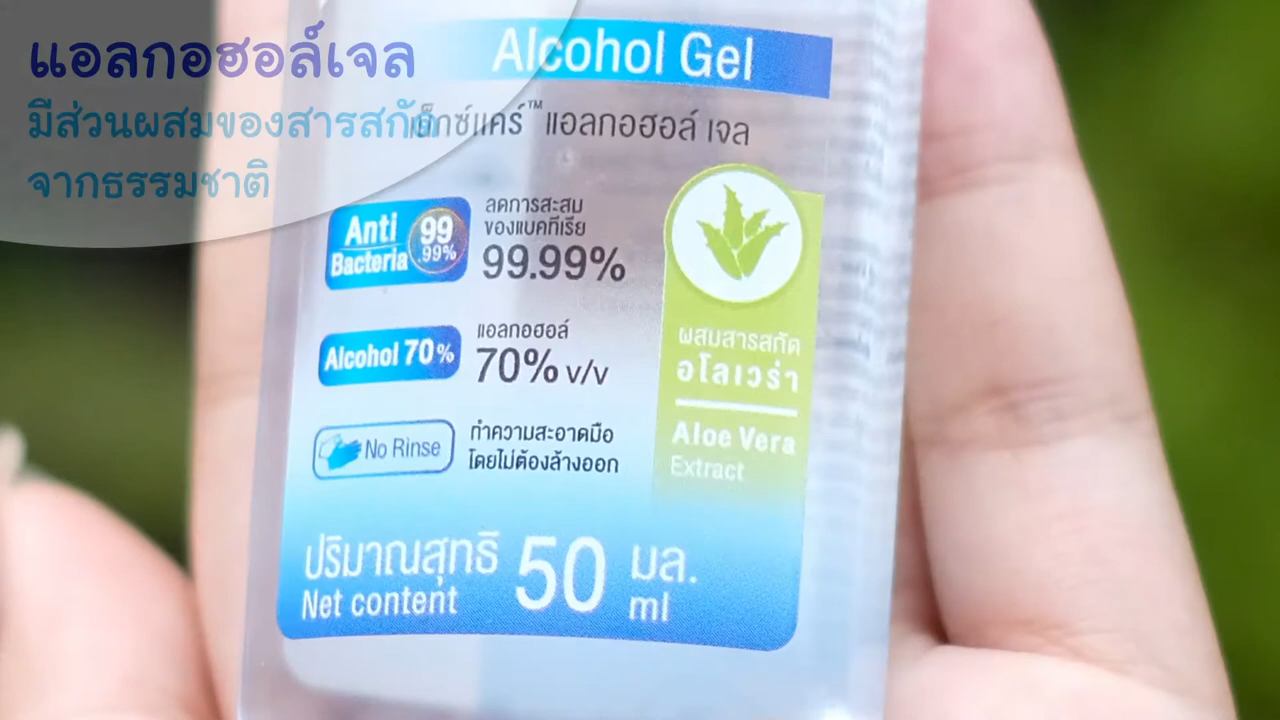 แอลกอฮอล์เจล
มีส่วนผสมของสารสกัด
จากธรรมชาติ
Alcohol Gel
ซ์แคร์™ แอลกอฮอล์ เจล
Anti
Bacteria
99
.99%
ลดการสะสม
ของแบคทีเรีย
99.99%
Alcohol 70%
แอลกอฮอล์
70% v/v
No Rinse
ทำความสะอาดมือ
โดยไม่ต้องล้างออก
ผสมสารสกัด
อโลเวร่า
Aloe Vera
Extract
ปริมาณสุทธิ 50 มล.
Net content ml